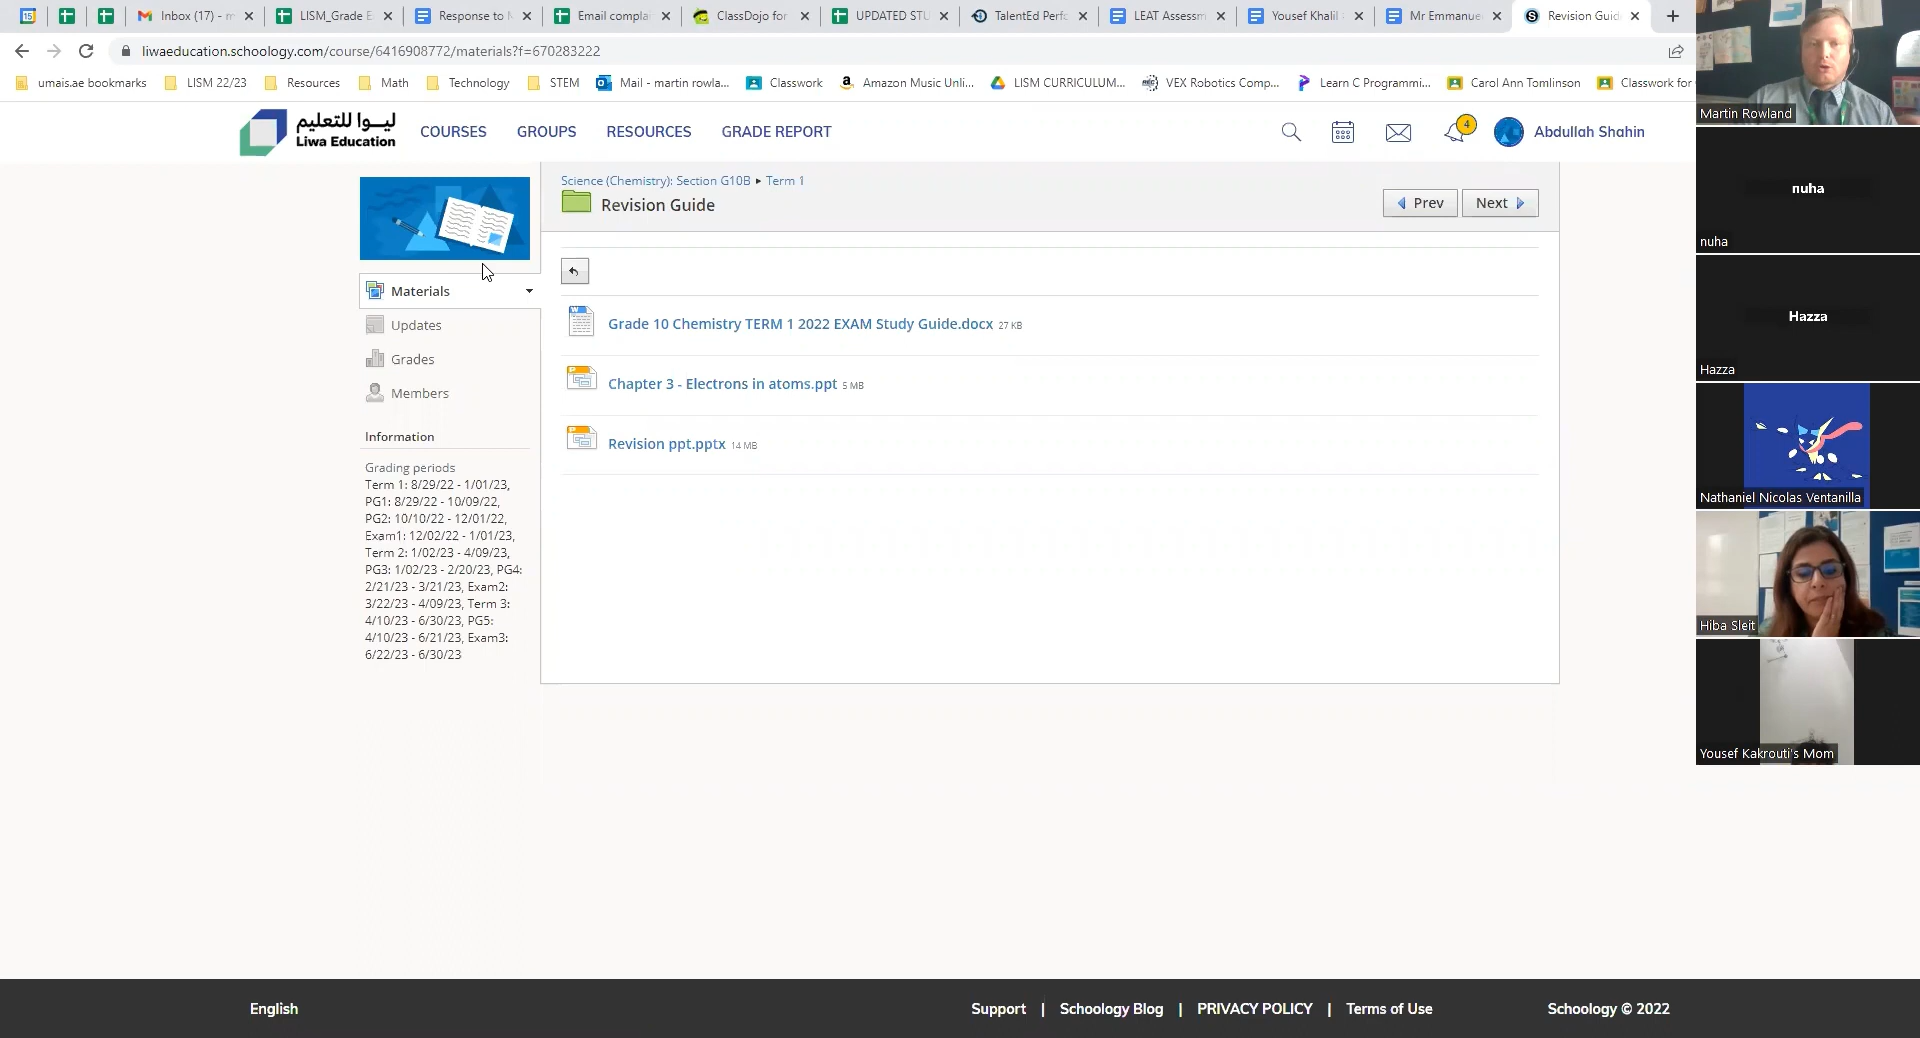 15
Inbox (17) - m
LISM_Grade E
Response to N
Email compla
ClassDojo for
UPDATED STU
TalentEd Perfo
LEAT Assessm
Yousef Khalil
Mr Emmanue
Revision Guid
liwaeducation.schoology.com/course/6416908772/materials?f=670283222
umais.ae bookmarks
LISM 22/23
Resources
Math
Technology
STEM
Mail - martin rowla...
Classwork
Amazon Music Unli...
LISM CURRICULUM...
VEX Robotics Comp...
Learn C Programmi...
Carol Ann Tomlinson
Classwork for
ليوا للتعليم
Liwa Education
COURSES
GROUPS
RESOURCES
GRADE REPORT
4
Abdullah Shahin
Science (Chemistry): Section G10B ▸ Term 1
Revision Guide
Prev
Next
Materials
Updates
Grades
Members
Information
Grading periods
Term 1: 8/29/22 - 1/01/23,
PG1: 8/29/22 - 10/09/22,
PG2: 10/10/22 - 12/01/22,
Exam1: 12/02/22 - 1/01/23,
Term 2: 1/02/23 - 4/09/23,
PG3: 1/02/23 - 2/20/23, PG4:
2/21/23 - 3/21/23, Exam2:
3/22/23 - 4/09/23, Term 3:
4/10/23 - 6/30/23, PG5:
4/10/23 - 6/21/23, Exam3:
6/22/23 - 6/30/23
Grade 10 Chemistry TERM 1 2022 EXAM Study Guide.docx 27 KB
Chapter 3 - Electrons in atoms.ppt 5 MB
Revision ppt.pptx 14 MB
Martin Rowland
nuha
nuha
Hazza
Hazza
Nathaniel Nicolas Ventanilla
Hiba Sleit
Yousef Kakrouti's Mom
English
Support | Schoology Blog | PRIVACY POLICY | Terms of Use
Schoology © 2022